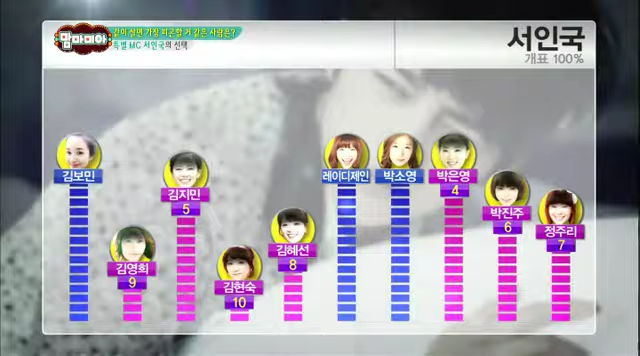 맘마미아
같이 살면 가장 피곤할 거 같은 사람은?
특별 MC 서인국의 선택
서인국
개표 100%
김보민
김영희
9
김지민
5
김현숙
10
김혜선
8
레이디제인
박소영
박은영
4
박진주
6
정주리
7